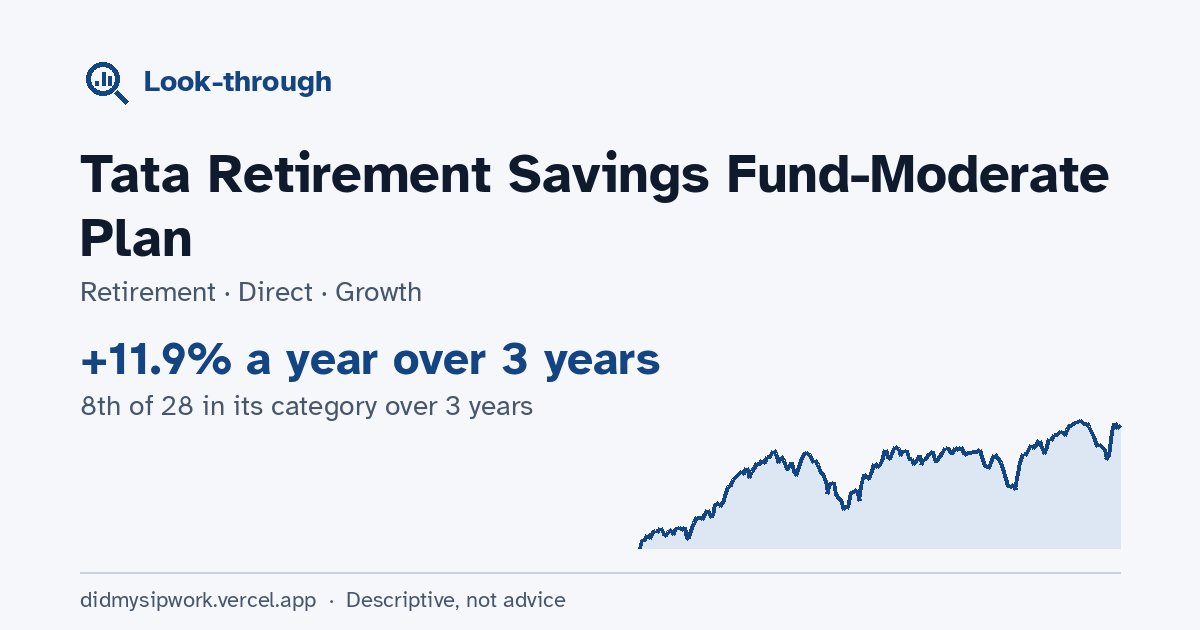 Look-through
Tata Retirement Savings Fund-Moderate
Plan
Retirement · Direct · Growth
+11.9% a year over 3 years
8th of 28 in its category over 3 years
didmysipwork.vercel.app · Descriptive, not advice